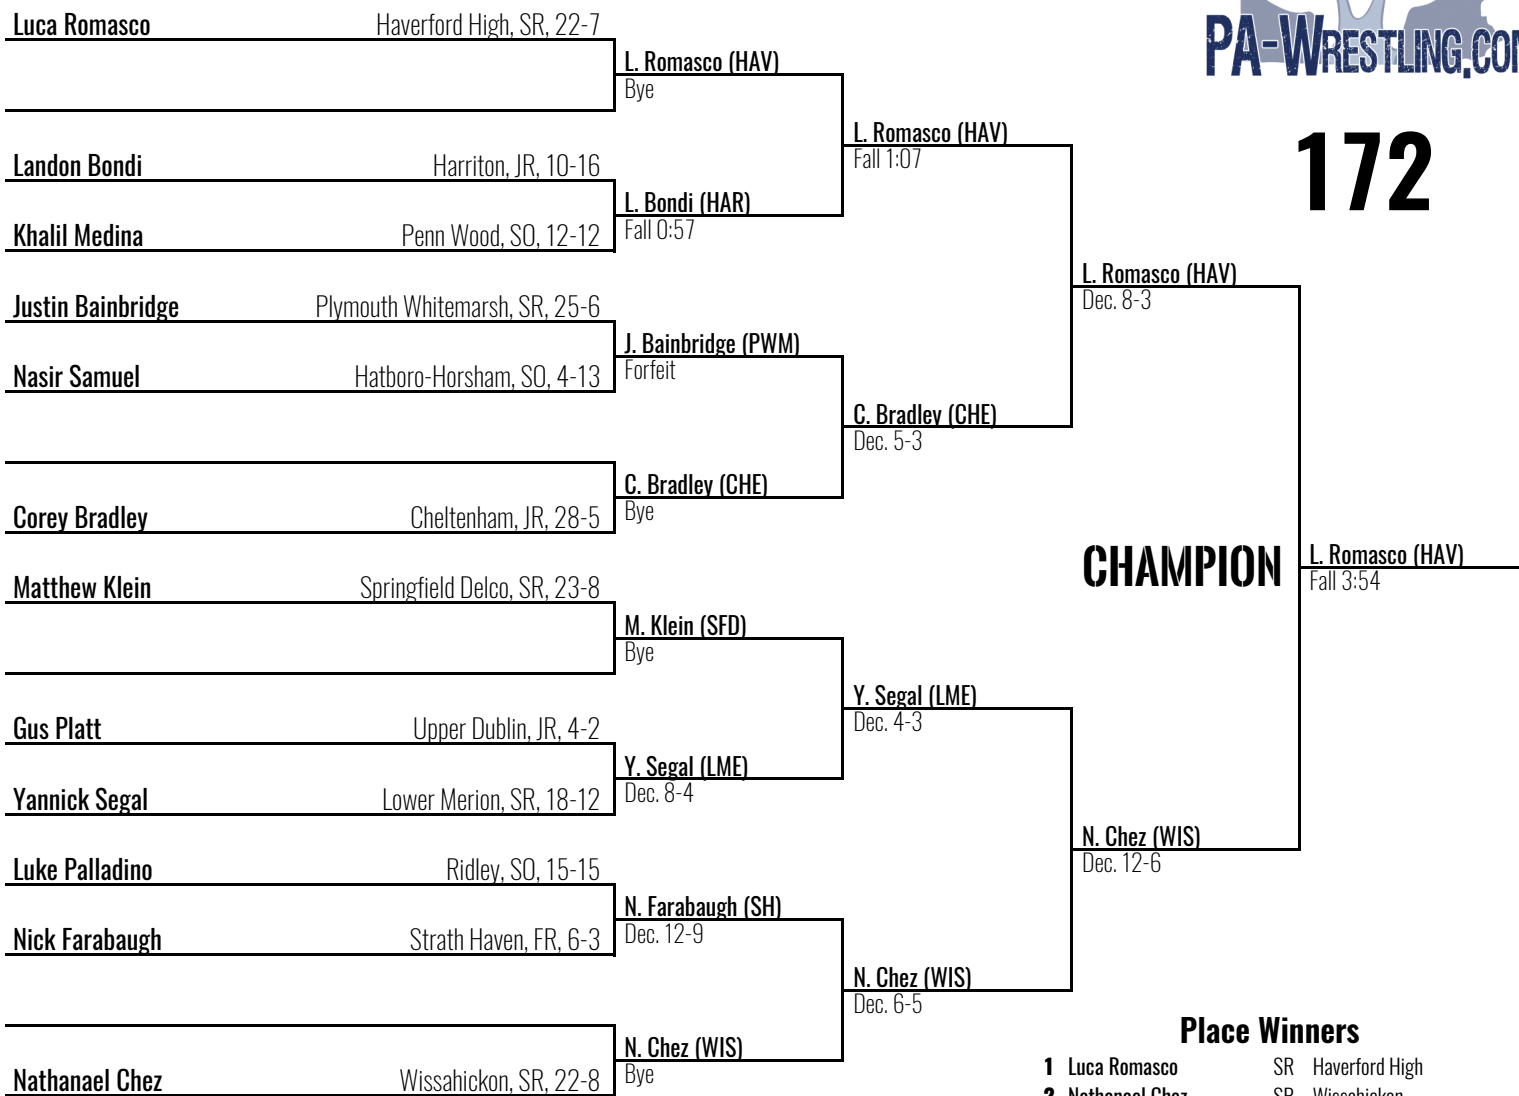 PA-WRESTLING.CO
172
Luca Romasco Haverford High, SR, 22-7
L. Romasco (HAV)
Bye
L. Romasco (HAV)
Fall 1:07
Landon Bondi Harriton, JR, 10-16
L. Bondi (HAR)
Fall 0:57
Khalil Medina Penn Wood, SO, 12-12
L. Romasco (HAV)
Dec. 8-3
Justin Bainbridge Plymouth Whitemarsh, SR, 25-6
J. Bainbridge (PWM)
Forfeit
Nasir Samuel Hatboro-Horsham, SO, 4-13
C. Bradley (CHE)
Dec. 5-3
C. Bradley (CHE)
Bye
Corey Bradley Cheltenham, JR, 28-5
CHAMPION
L. Romasco (HAV)
Fall 3:54
Matthew Klein Springfield Delco, SR, 23-8
M. Klein (SFD)
Bye
Y. Segal (LME)
Dec. 4-3
Gus Platt Upper Dublin, JR, 4-2
Y. Segal (LME)
Dec. 8-4
Yannick Segal Lower Merion, SR, 18-12
N. Chez (WIS)
Dec. 12-6
Luke Palladino Ridley, SO, 15-15
N. Farabaugh (SH)
Dec. 12-9
Nick Farabaugh Strath Haven, FR, 6-3
N. Chez (WIS)
Dec. 6-5
N. Chez (WIS)
Bye
Nathanael Chez Wissahickon, SR, 22-8
Place Winners
1 Luca Romasco SR Haverford High
2 Nathanael Chez SR Wissahickon